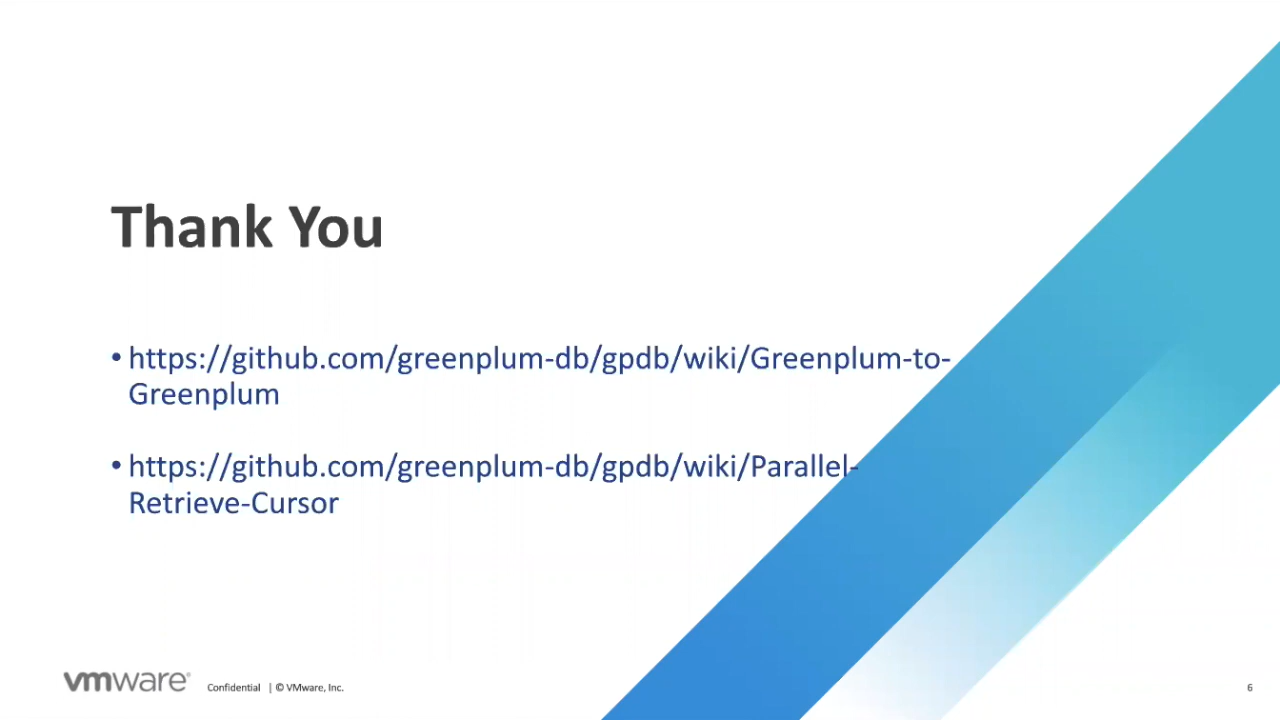 Thank You
• https://github.com/greenplum-db/gpdb/wiki/Greenplum-to-
Greenplum
• https://github.com/greenplum-db/gpdb/wiki/Parallel-
Retrieve-Cursor
vmware® Confidential | © VMware, Inc. 6